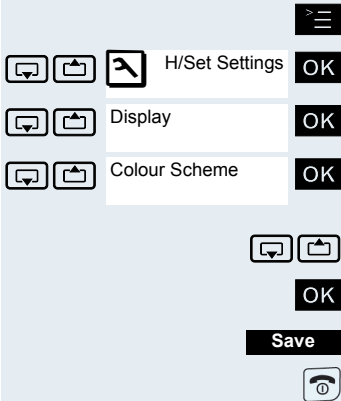 H/Set Settings OK
Display OK
Colour Scheme OK
OK
Save